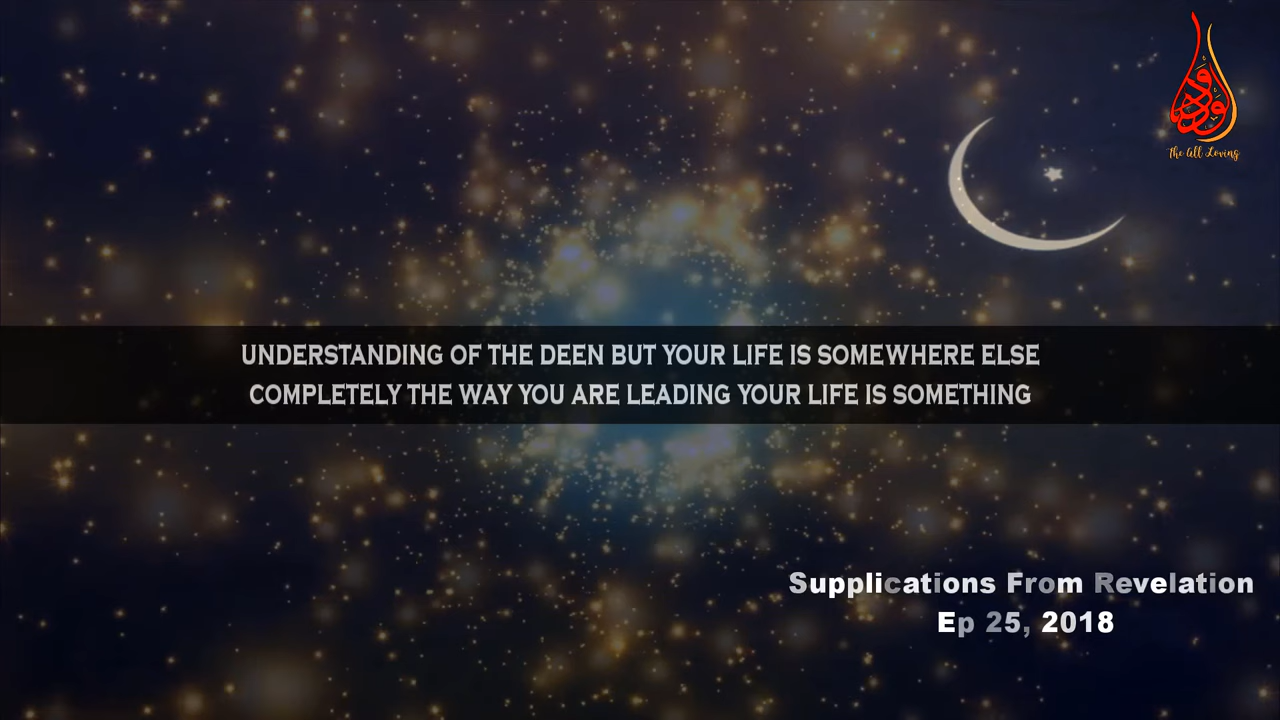 الودود
The All Loving
UNDERSTANDING OF THE DEEN BUT YOUR LIFE IS SOMEWHERE ELSE
COMPLETELY THE WAY YOU ARE LEADING YOUR LIFE IS SOMETHING
Supplications From Revelation
Ep 25, 2018